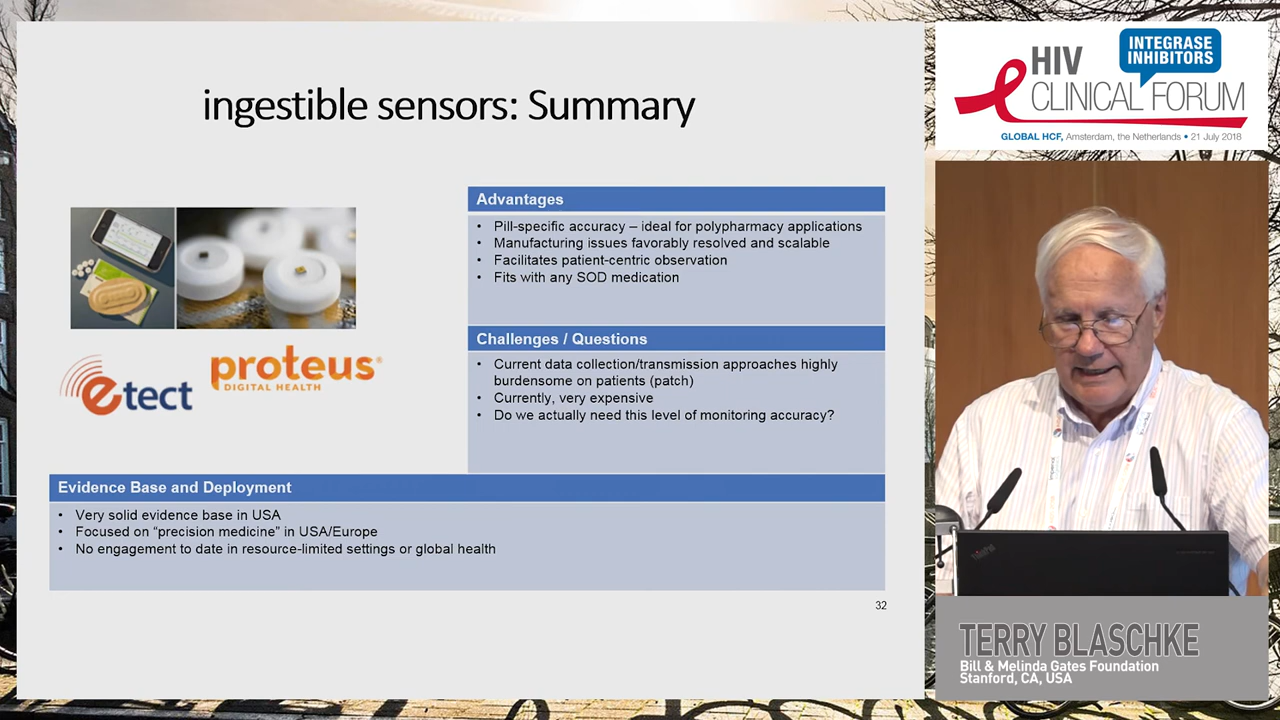 ingestible sensors: Summary
Advantages
• Pill-specific accuracy – ideal for polypharmacy applications
• Manufacturing issues favorably resolved and scalable
• Facilitates patient-centric observation
• Fits with any SOD medication
Challenges / Questions
• Current data collection/transmission approaches highly
burdensome on patients (patch)
• Currently, very expensive
• Do we actually need this level of monitoring accuracy?
etect
proteus®
DIGITAL HEALTH
Evidence Base and Deployment
• Very solid evidence base in USA
• Focused on “precision medicine” in USA/Europe
• No engagement to date in resource-limited settings or global health
32
INTEGRASE
INHIBITORS
HIV
CLINICAL FORUM
GLOBAL HCF, Amsterdam, the Netherlands • 21 July 2018
ThinkPad
TERRY BLASCHKE
Bill & Melinda Gates Foundation
Stanford, CA, USA